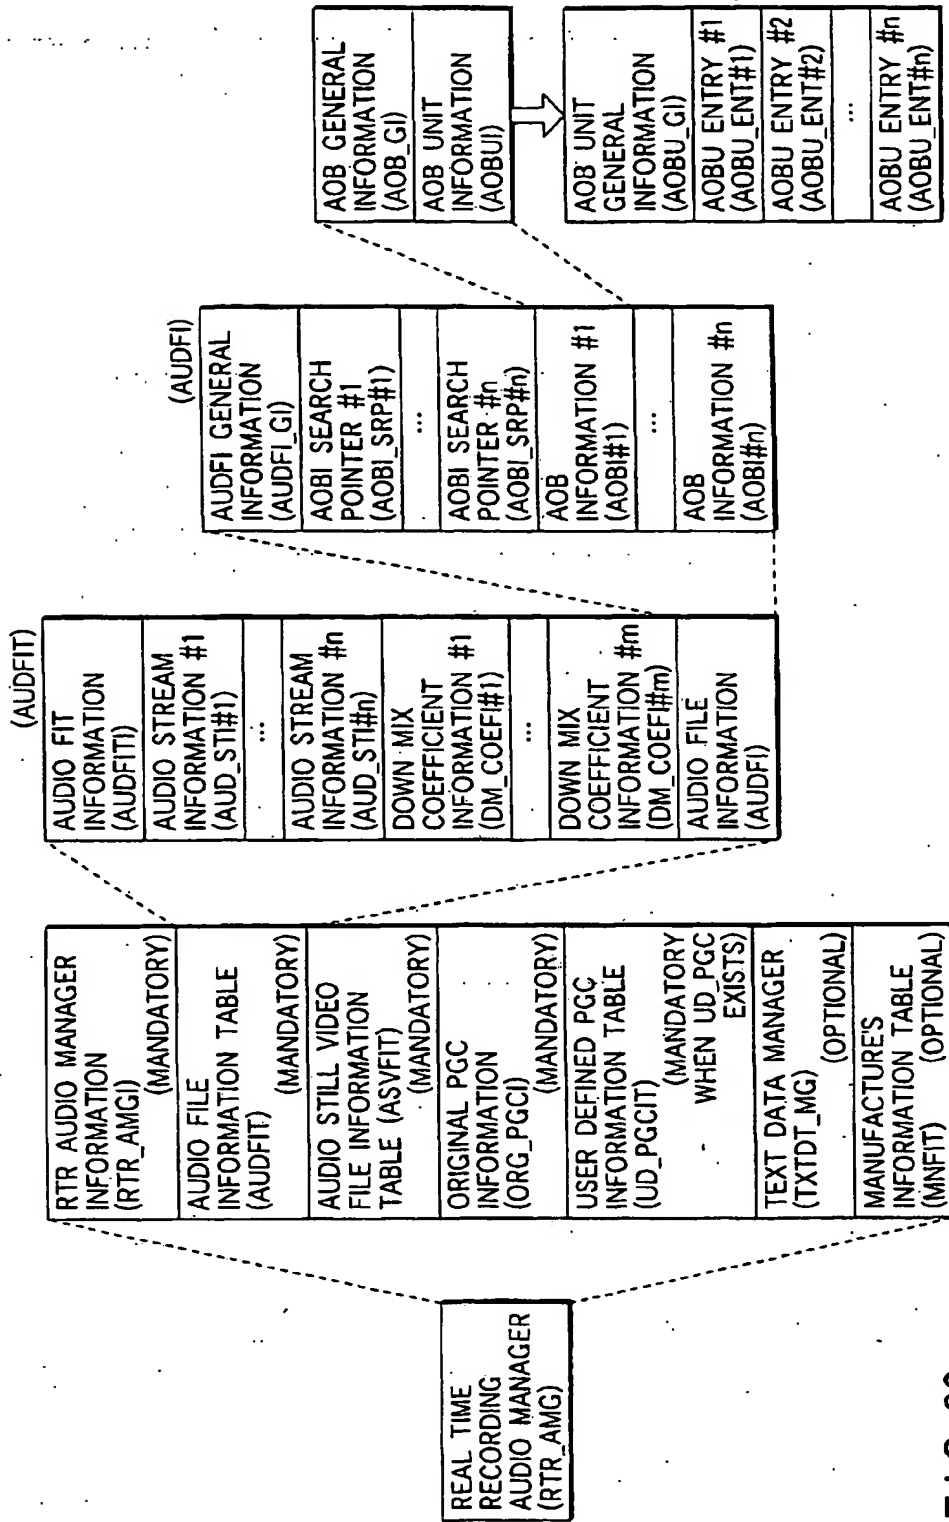 REAL TIME
RECORDING
AUDIO MANAGER
(RTR_AMG)
RTR AUDIO MANAGER
INFORMATION
(RTR_AMGI)
(MANDATORY)
AUDIO FILE
INFORMATION TABLE
(AUDFIT)
(MANDATORY)
AUDIO STILL VIDEO
FILE INFORMATION
TABLE (ASVFIT)
(MANDATORY)
ORIGINAL PGC
INFORMATION
(ORG_PGCI)
(MANDATORY)
USER DEFINED PGC
INFORMATION TABLE
(UD_PGCIT)
(MANDATORY
WHEN UD_PGC
EXISTS)
TEXT DATA MANAGER
(TXTDT_MG)
(OPTIONAL)
MANUFACTURE'S
INFORMATION TABLE
(MNFIT) (OPTIONAL)
(AUDFIT)
AUDIO FIT
INFORMATION
(AUDFITI)
AUDIO STREAM
INFORMATION #1
(AUD_STI#1)
...
AUDIO STREAM
INFORMATION #n
(AUD_STI#n)
DOWN MIX
COEFFICIENT
INFORMATION #1
(DM_COEFI#1)
...
DOWN MIX
COEFFICIENT
INFORMATION #m
(DM_COEFI#m)
AUDIO FILE
INFORMATION
(AUDFI)
(AUDFI)
AUDFI GENERAL
INFORMATION
(AUDFI_GI)
AOBI SEARCH
POINTER #1
(AOBI_SRP#1)
...
AOBI SEARCH
POINTER #n
(AOBI_SRP#n)
AOB
INFORMATION #1
(AOBI#1)
...
AOB
INFORMATION #n
(AOBI#n)
AOB GENERAL
INFORMATION
(AOB_GI)
AOB UNIT
INFORMATION
(AOBUI)
AOB UNIT
GENERAL
INFORMATION
(AOBU_GI)
AOBU ENTRY #1
(AOBU_ENT#1)
AOBU ENTRY #2
(AOBU_ENT#2)
...
AOBU ENTRY #n
(AOBU_ENT#n)